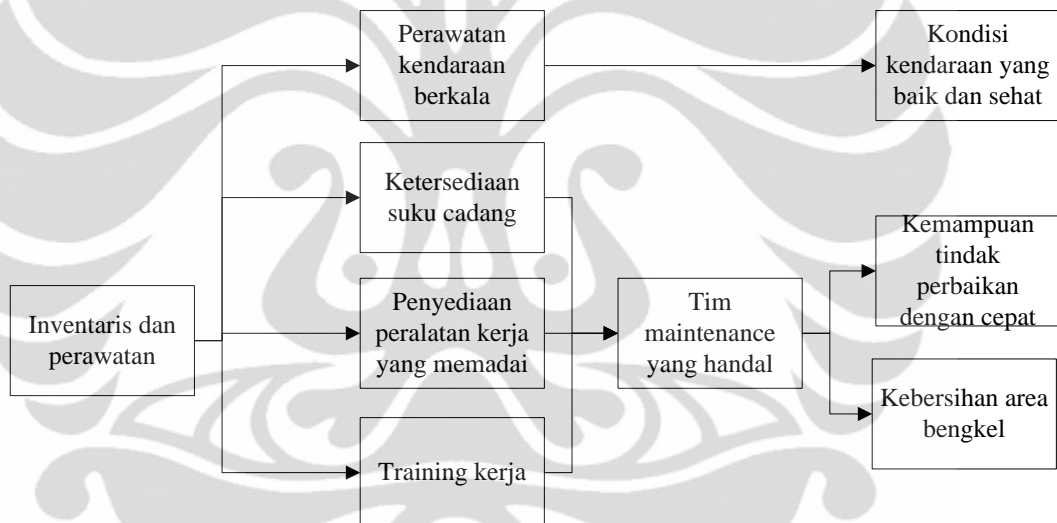 Perawatan
kendaraan
berkala
Kondisi
kendaraan yang
baik dan sehat
Ketersediaan
suku cadang
Inventaris dan
perawatan
Penyediaan
peralatan kerja
yang memadai
Tim
maintenance
yang handal
Kemampuan
tindak
perbaikan
dengan cepat
Kebersihan area
bengkel
Training kerja